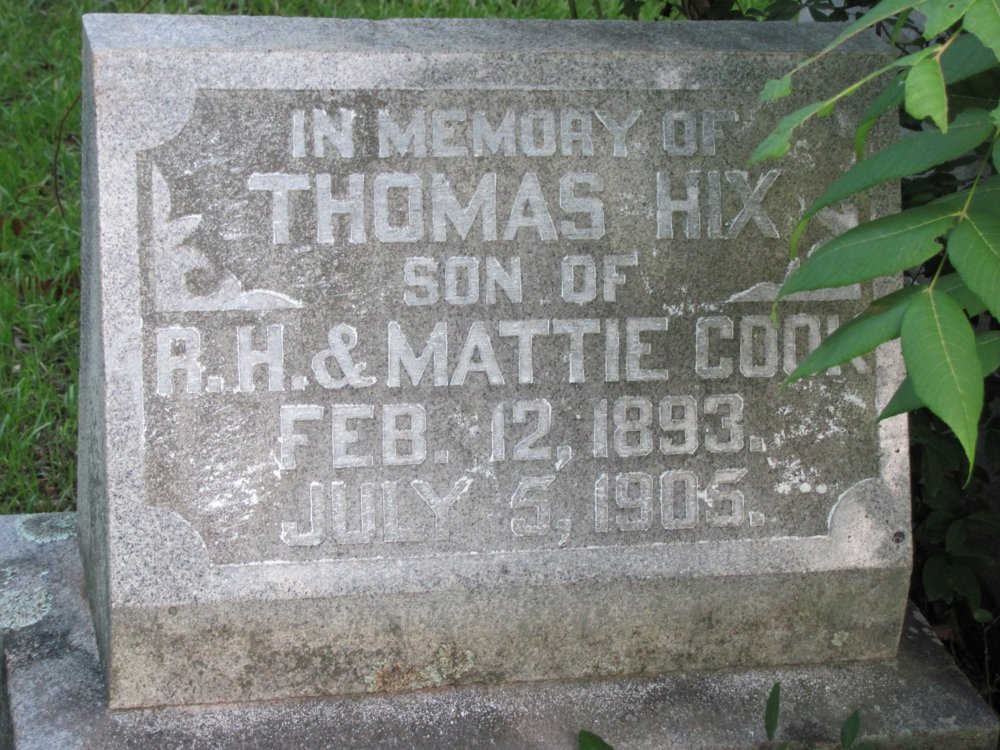 IN MEMORY OF
THOMAS HIX
SON OF
R.H. & MATTIE COOK
FEB. 12, 1893.
JULY 5, 1905.